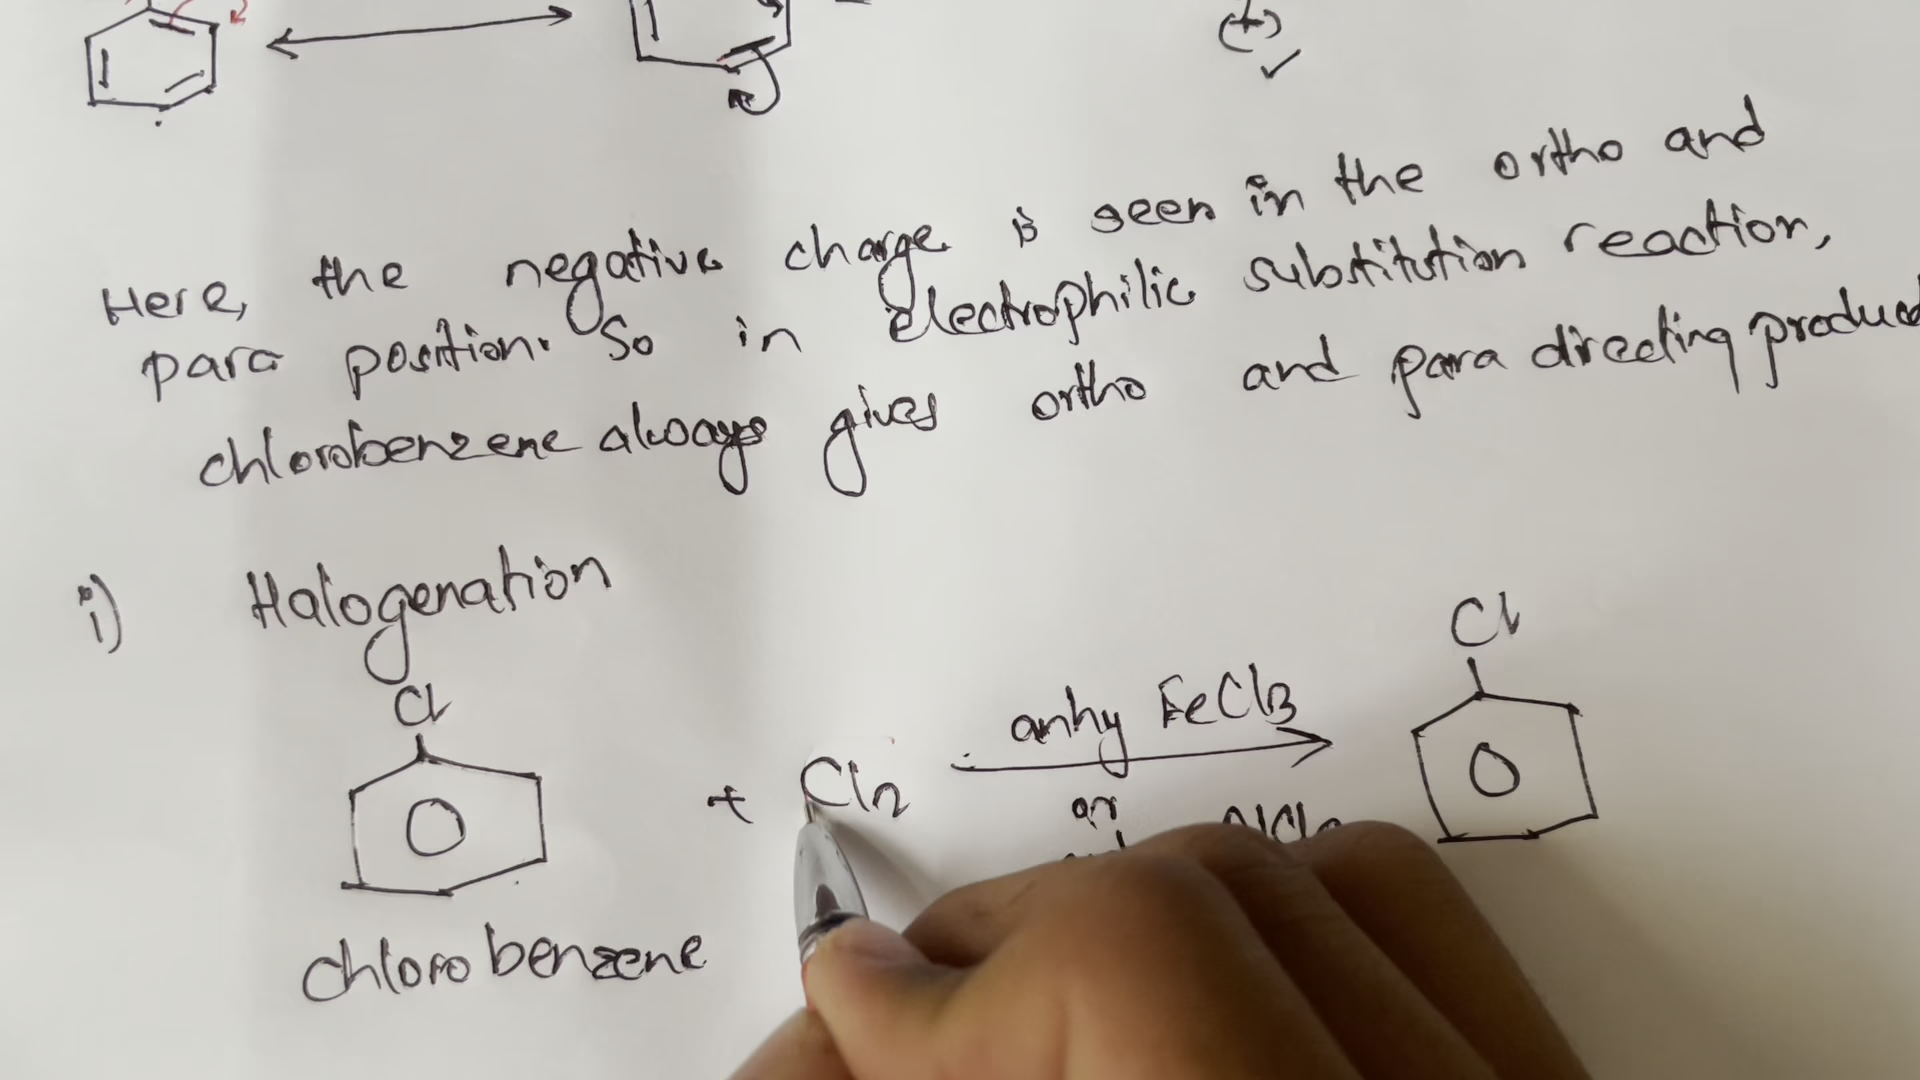 (+)
Here, the negative charge is seen in the ortho and
para position. So in electrophilic substitution reaction,
chlorobenzene always gives ortho and para directing product
i) Halogenation
Cl
Cl
anhy FeCl3
+ Cl2
or
AlCl3
chlorobenzene